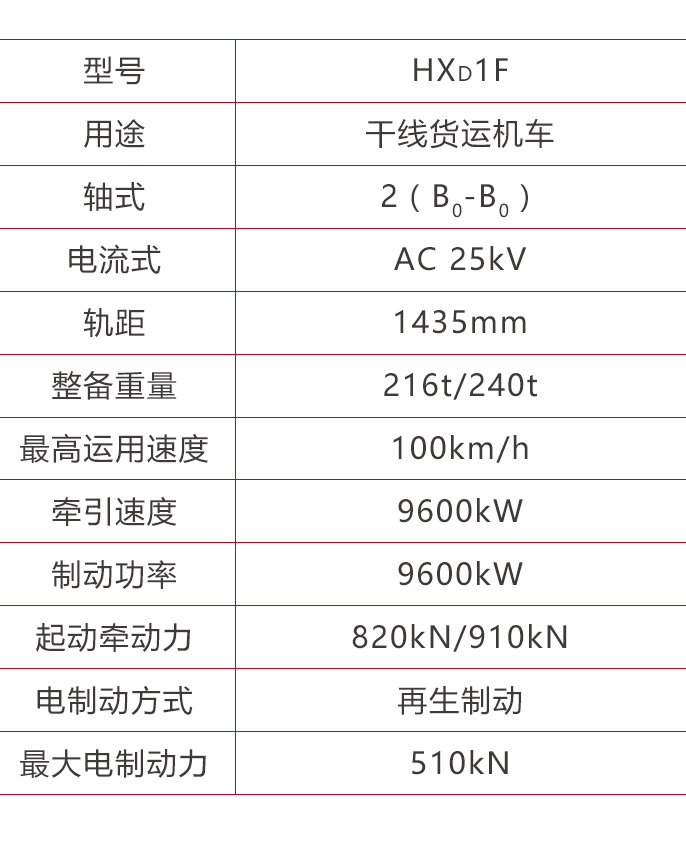 型号 HXD1F
用途 干线货运机车
轴式 2（B0-B0）
电流式 AC 25kV
轨距 1435mm
整备重量 216t/240t
最高运用速度 100km/h
牵引速度 9600kW
制动功率 9600kW
起动牵动力 820kN/910kN
电制动方式 再生制动
最大电制动力 510kN